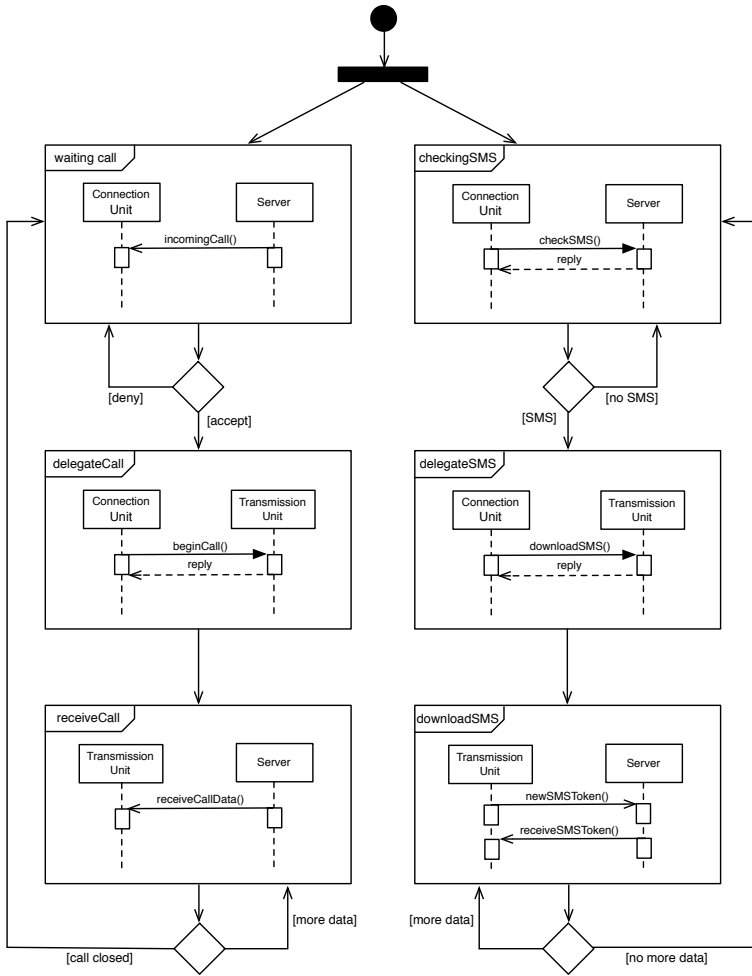 waiting call
Connection
Unit
Server
incomingCall()
[deny]
[accept]
delegateCall
Connection
Unit
Transmission
Unit
beginCall()
reply
receiveCall
Transmission
Unit
Server
receiveCallData()
[more data]
[call closed]
checkingSMS
Connection
Unit
Server
checkSMS()
reply
[no SMS]
[SMS]
delegateSMS
Connection
Unit
Transmission
Unit
downloadSMS()
reply
downloadSMS
Transmission
Unit
Server
newSMSToken()
receiveSMSToken()
[more data]
[no more data]